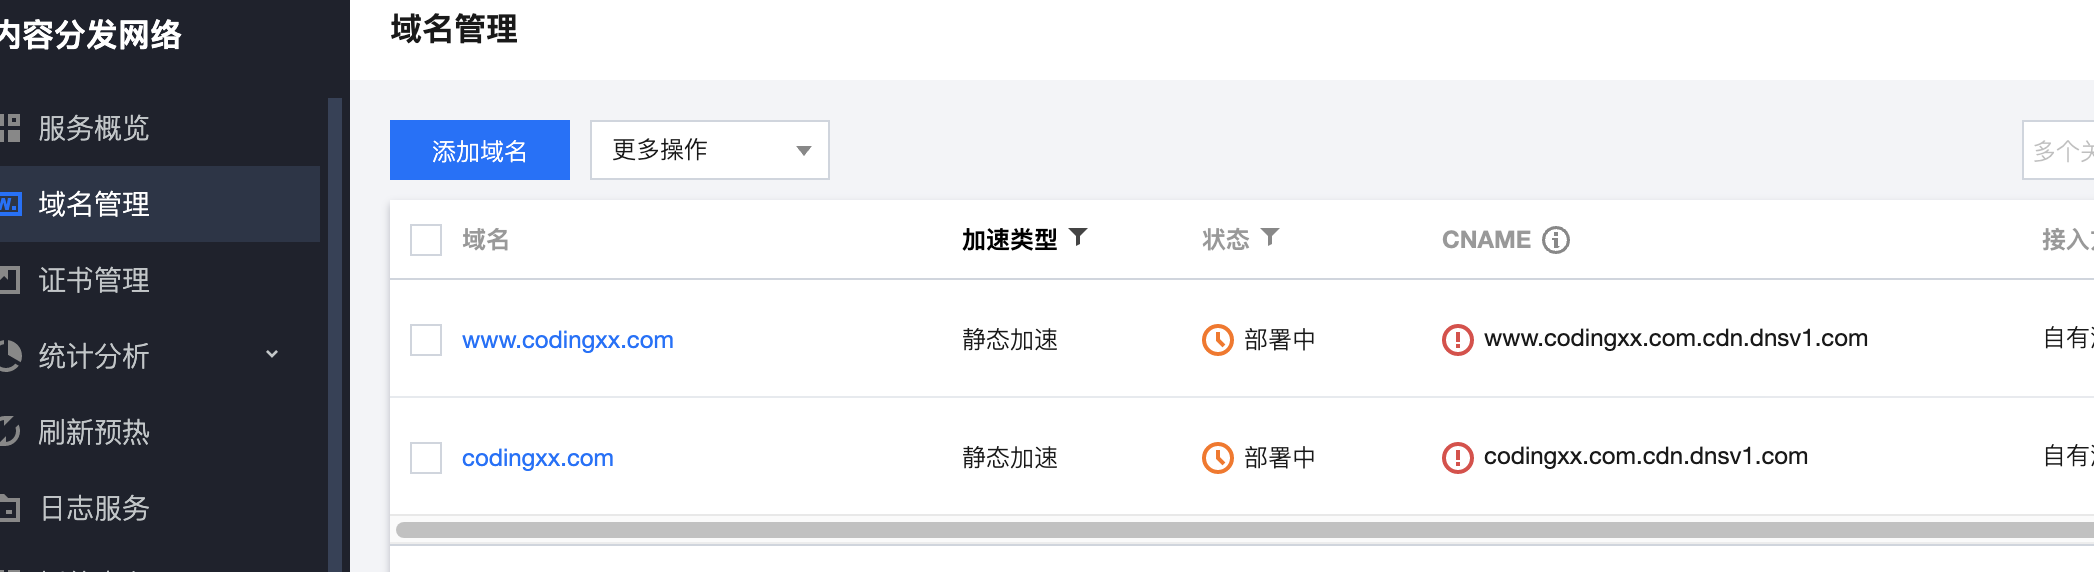 内容分发网络
域名管理
服务概览
域名管理
证书管理
统计分析
刷新预热
日志服务
添加域名
更多操作
多个关
域名
加速类型
状态
CNAME
接入
www.codingxx.com
静态加速
部署中
www.codingxx.com.cdn.dnsv1.com
自有
codingxx.com
静态加速
部署中
codingxx.com.cdn.dnsv1.com
自有